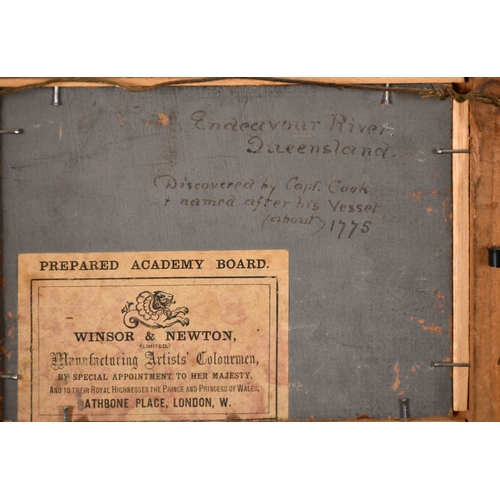 Endeavour River,
Queensland.
Discovered by Capt. Cook
& named after his Vessel
(about) 1775
PREPARED ACADEMY BOARD.
WINSOR & NEWTON,
(LIMITED,)
Manufacturing Artists' Colourmen,
BY SPECIAL APPOINTMENT TO HER MAJESTY,
AND TO THEIR ROYAL HIGHNESSES THE PRINCE AND PRINCESS OF WALES,
ATHBONE PLACE, LONDON, W.